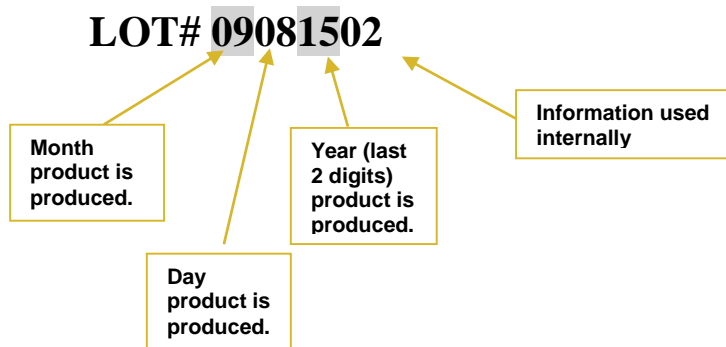 LOT# 09081502
Month
product is
produced.
Day
product is
produced.
Year (last
2 digits)
product is
produced.
Information used
internally